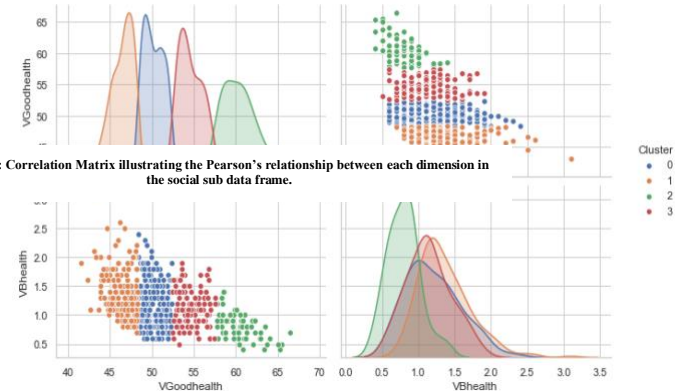 65
60
55
50
VGoodhealth
Cluster
0
1
2
3
: Correlation Matrix illustrating the Pearson's relationship between each dimension in
the social sub data frame.
2.5
2.0
1.5
1.0
0.5
VBhealth
40 45 50 55 60 65 70
VGoodhealth
0.0 0.5 1.0 1.5 2.0 2.5 3.0 3.5
VBhealth